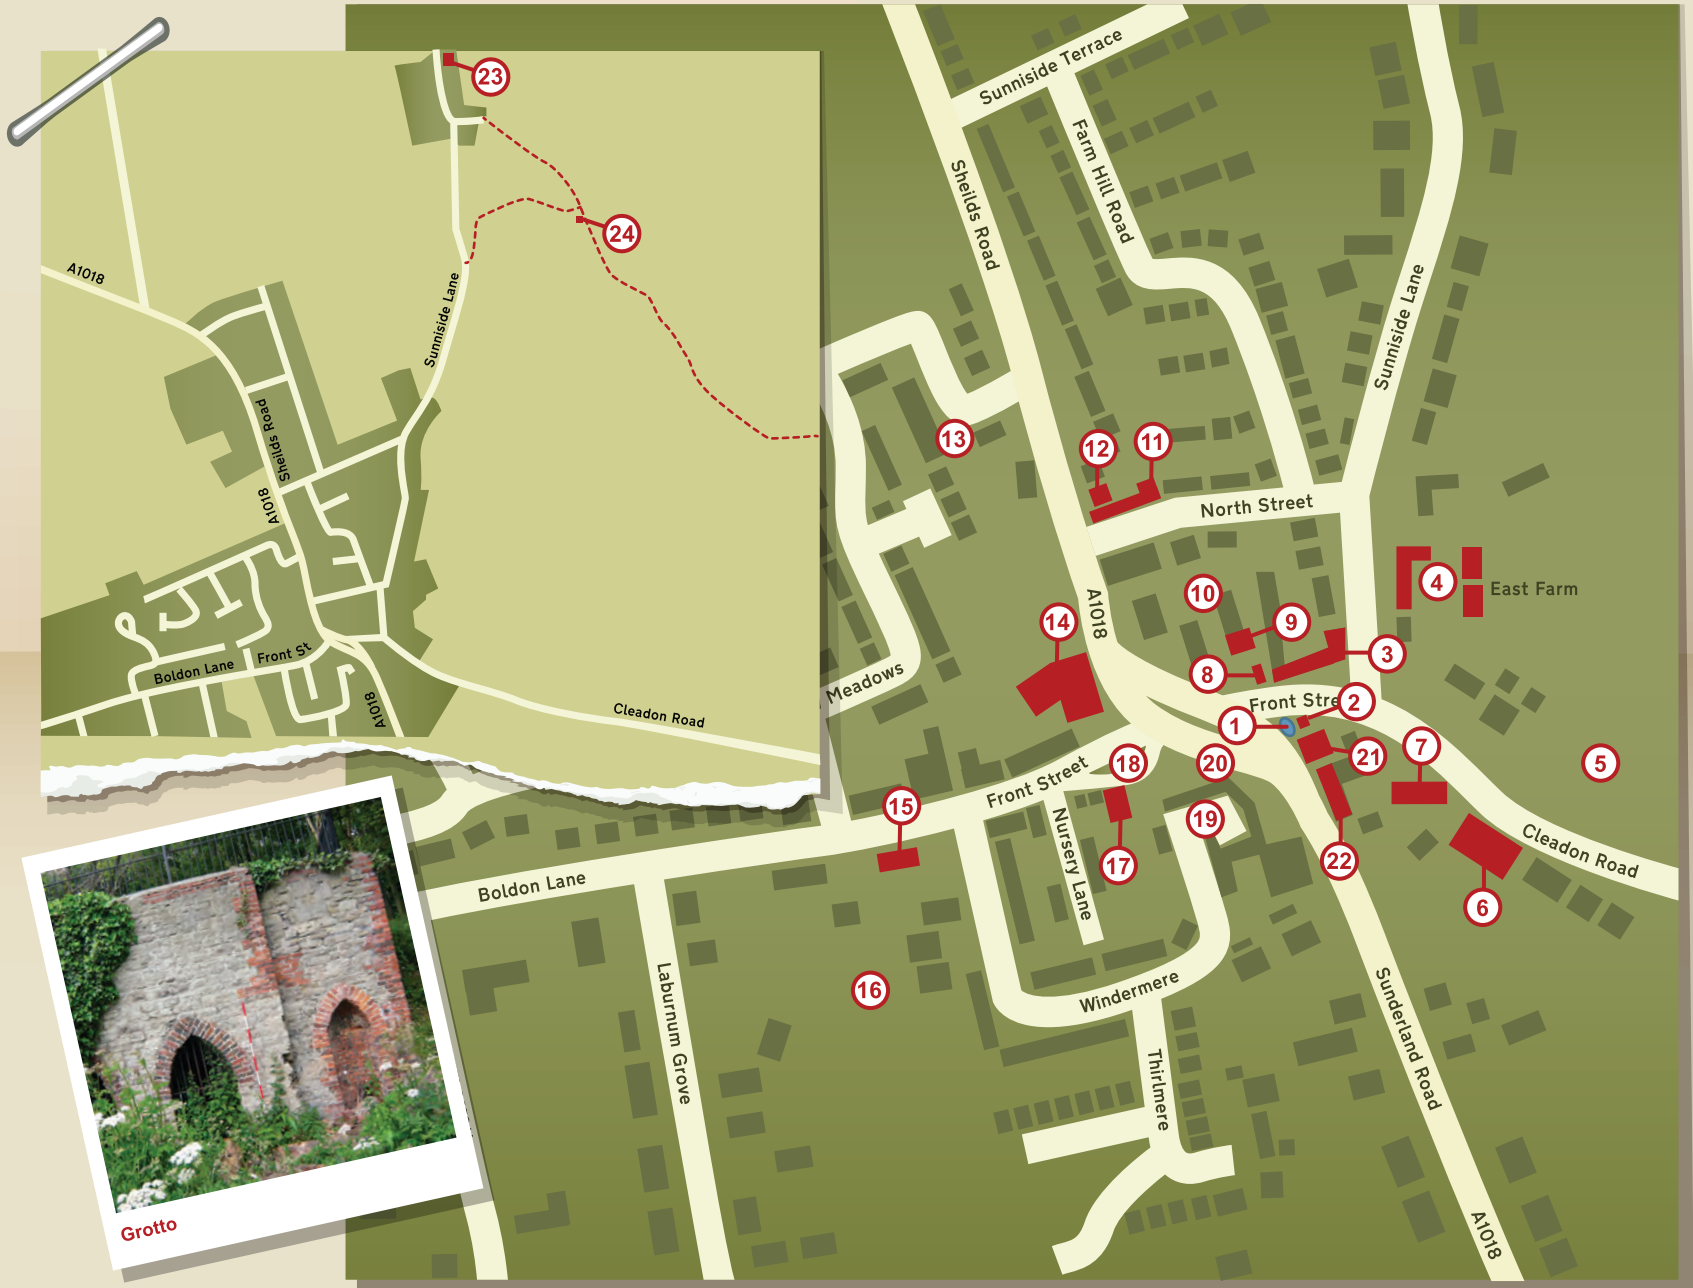 23
24
A1018
Sunniside Lane
Sheilds Road
A1018
Boldon Lane
Front St
A1018
Cleadon Road
Sunniside Terrace
Farm Hill Road
Sheilds Road
Sunniside Lane
13
12
11
North Street
A1018
10
9
4
East Farm
14
8
3
Meadows
Front Stre
2
1
21
7
5
18
20
Front Street
15
Nursery Lane
19
17
22
Cleadon Road
6
Boldon Lane
16
Windermere
Laburnum Grove
Thirlmere
Sunderland Road
A1018
Grotto